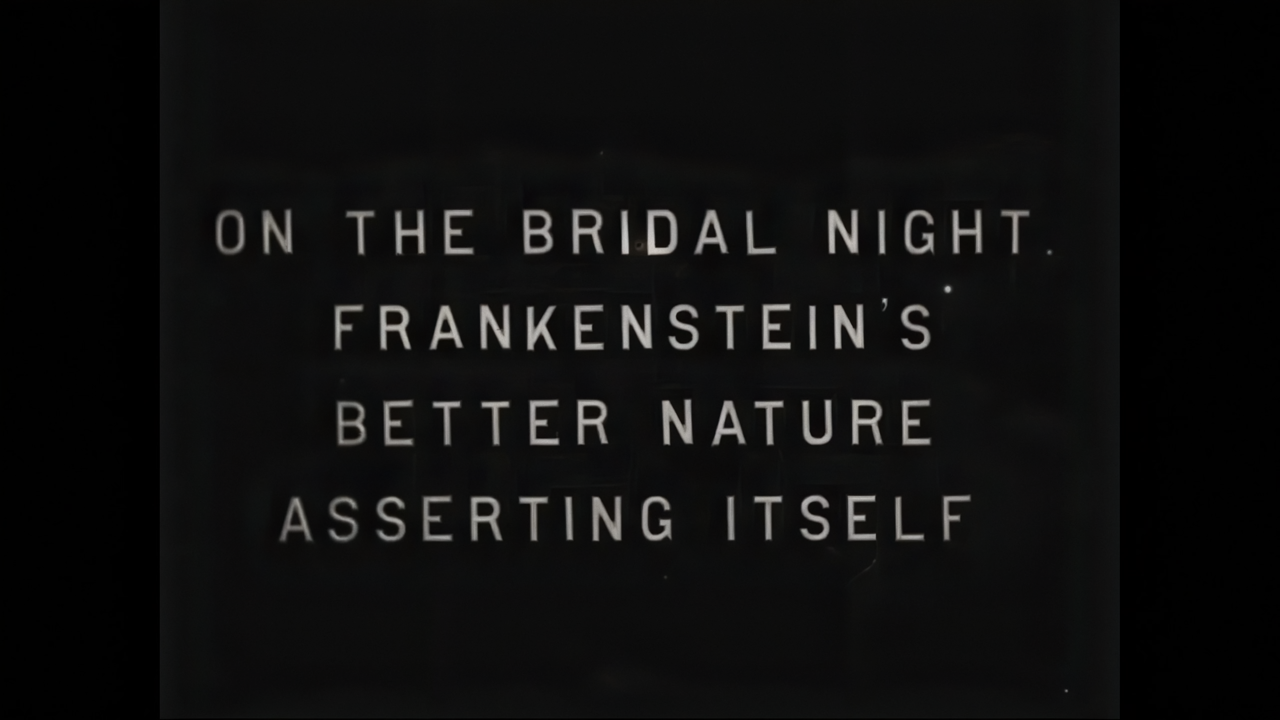 ON THE BRIDAL NIGHT.
FRANKENSTEIN'S
BETTER NATURE
ASSERTING ITSELF